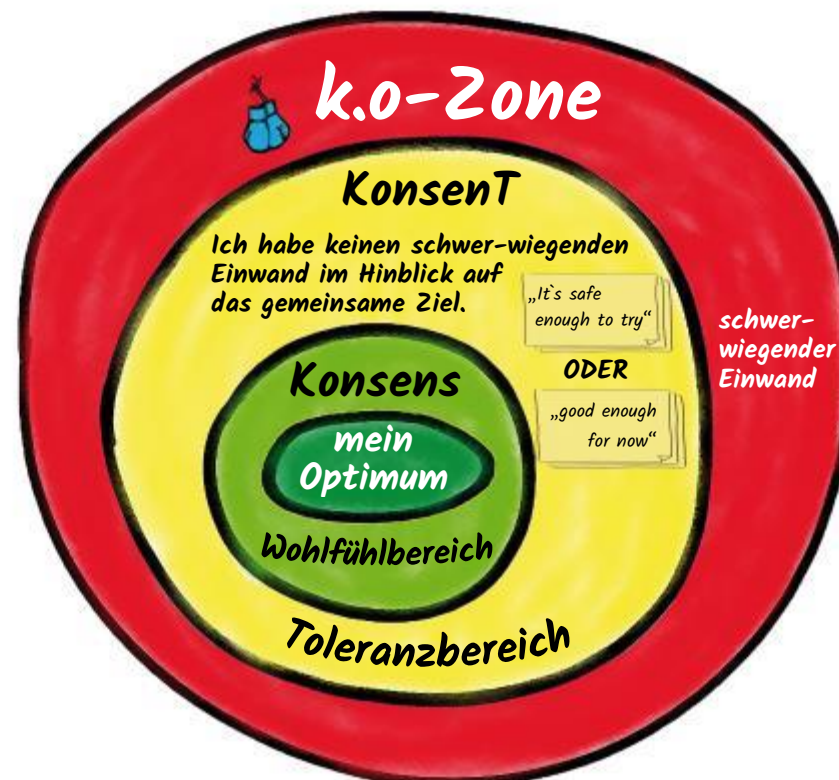 k.o-Zone
KonsenT
Ich habe keinen schwer-wiegenden
Einwand im Hinblick auf
das gemeinsame Ziel.
„It`s safe
enough to try“
ODER
„good enough
for now“
schwer-
wiegender
Einwand
Konsens
mein
Optimum
Wohlfühlbereich
Toleranzbereich